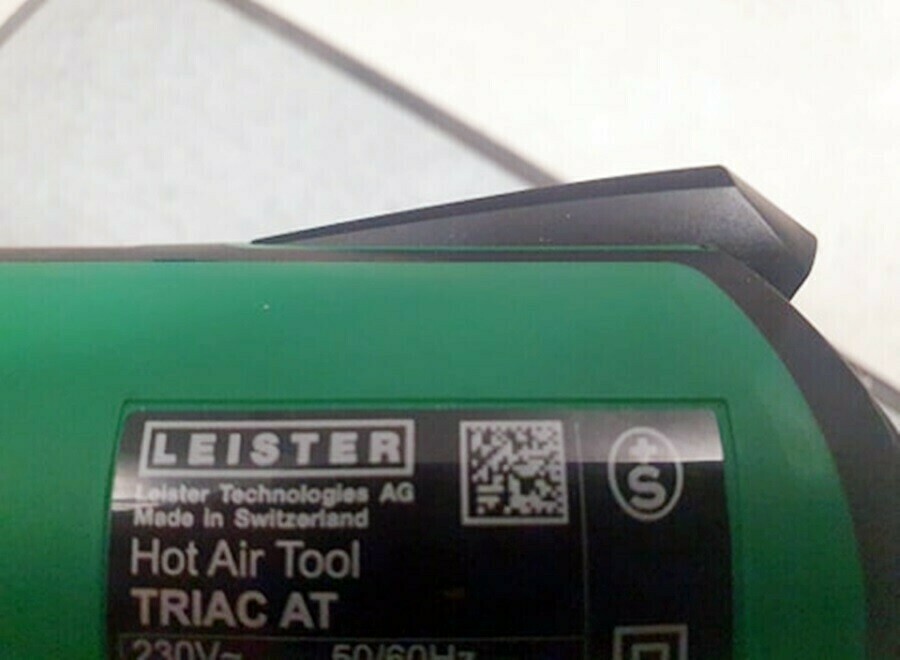 LEISTER
Leister Technologies AG
Made in Switzerland
Hot Air Tool
TRIAC AT
230V~ 50/60Hz
+S